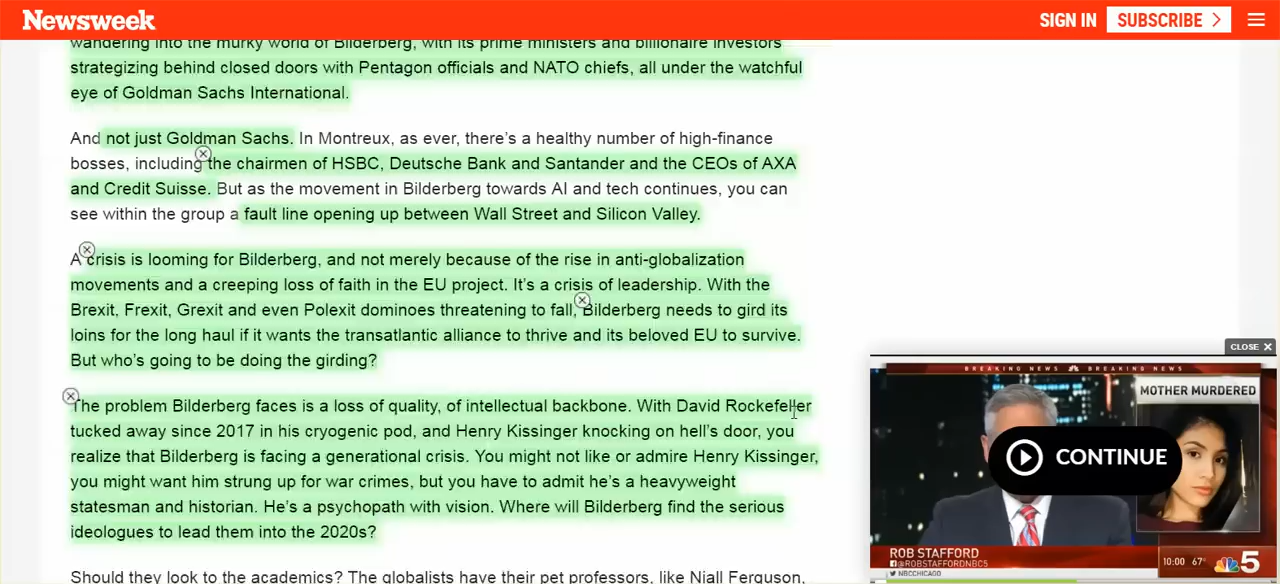 Newsweek
SIGN IN
SUBSCRIBE
wandering into the murky world of Bilderberg, with its prime ministers and billionaire investors
strategizing behind closed doors with Pentagon officials and NATO chiefs, all under the watchful
eye of Goldman Sachs International.
And not just Goldman Sachs. In Montreux, as ever, there's a healthy number of high-finance
bosses, including the chairmen of HSBC, Deutsche Bank and Santander and the CEOs of AXA
and Credit Suisse. But as the movement in Bilderberg towards AI and tech continues, you can
see within the group a fault line opening up between Wall Street and Silicon Valley.
A crisis is looming for Bilderberg, and not merely because of the rise in anti-globalization
movements and a creeping loss of faith in the EU project. It's a crisis of leadership. With the
Brexit, Frexit, Grexit and even Polexit dominoes threatening to fall, Bilderberg needs to gird its
loins for the long haul if it wants the transatlantic alliance to thrive and its beloved EU to survive.
But who's going to be doing the girding?
The problem Bilderberg faces is a loss of quality, of intellectual backbone. With David Rockefeller
tucked away since 2017 in his cryogenic pod, and Henry Kissinger knocking on hell's door, you
realize that Bilderberg is facing a generational crisis. You might not like or admire Henry Kissinger,
you might want him strung up for war crimes, but you have to admit he's a heavyweight
statesman and historian. He's a psychopath with vision. Where will Bilderberg find the serious
ideologues to lead them into the 2020s?
Should they look to the academics? The globalists have their pet professors, like Niall Ferguson,
CLOSE
BREAKING NEWS BREAKING NEWS
MOTHER MURDERED
CONTINUE
ROB STAFFORD
@ROBSTAFFORDNBC5
NBCCHICAGO
10:00 67°
5